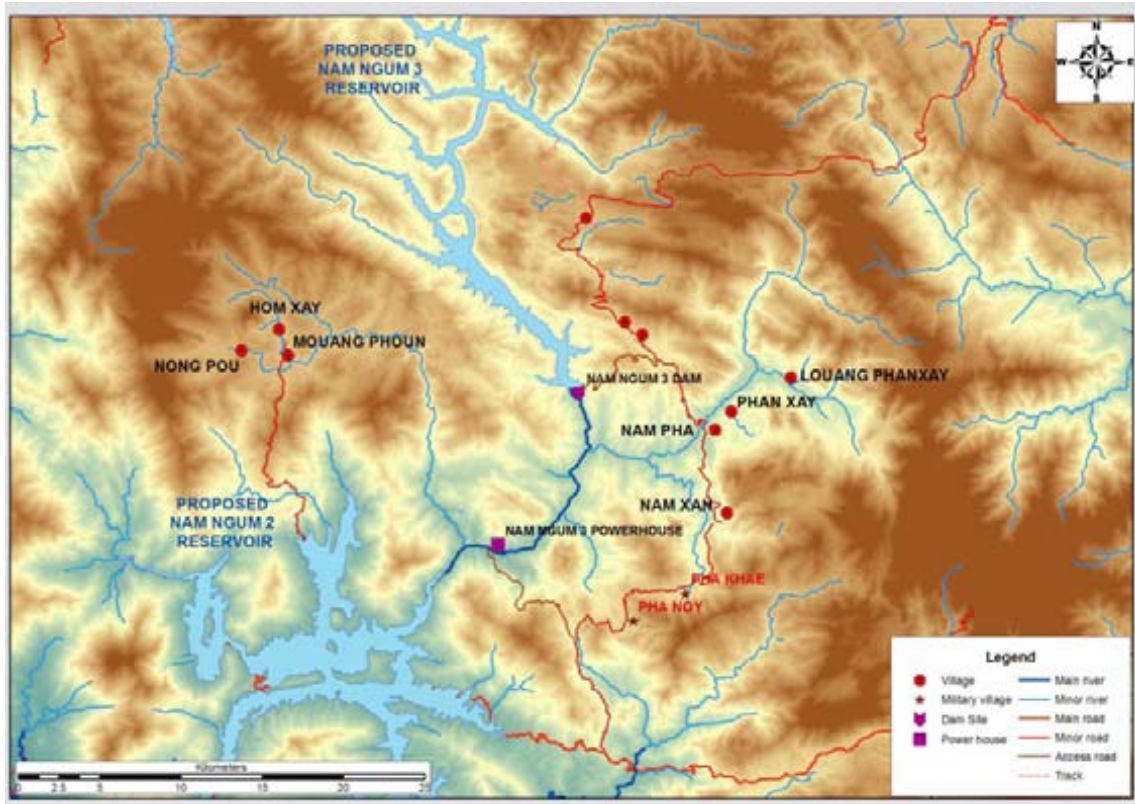 PROPOSED
NAM NGUM 3
RESERVOIR
N
W E
S
HOM XAY
MOUANG PHOUN
NONG POU
NAM NGUM 3 DAM
LOUANG PHANXAY
PHAN XAY
NAM PHA
NAM XAN
PROPOSED
NAM NGUM 2
RESERVOIR
NAM NGUM 3 POWERHOUSE
PHA KHAE
PHA NOY
Legend
Village
Military village
Dam Site
Power house
Main river
Minor river
Main road
Minor road
Access road
Track
Kilometers
0 2.5 5 10 15 20 25